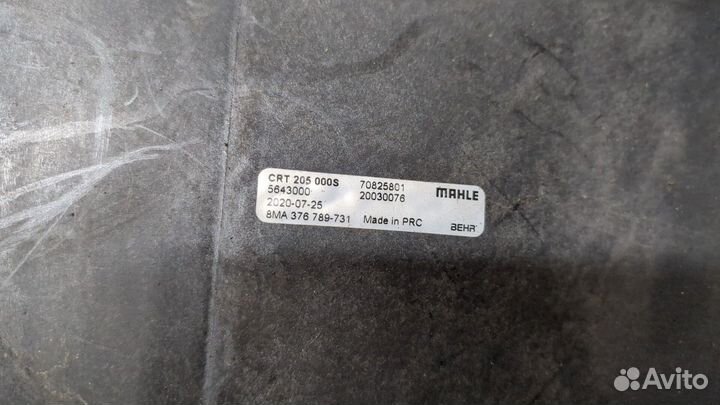 CRT 205 000S 70825801 MAHLE
5643000 20030076
2020-07-25
8MA 376 789-731 Made in PRC BEHR
Avito